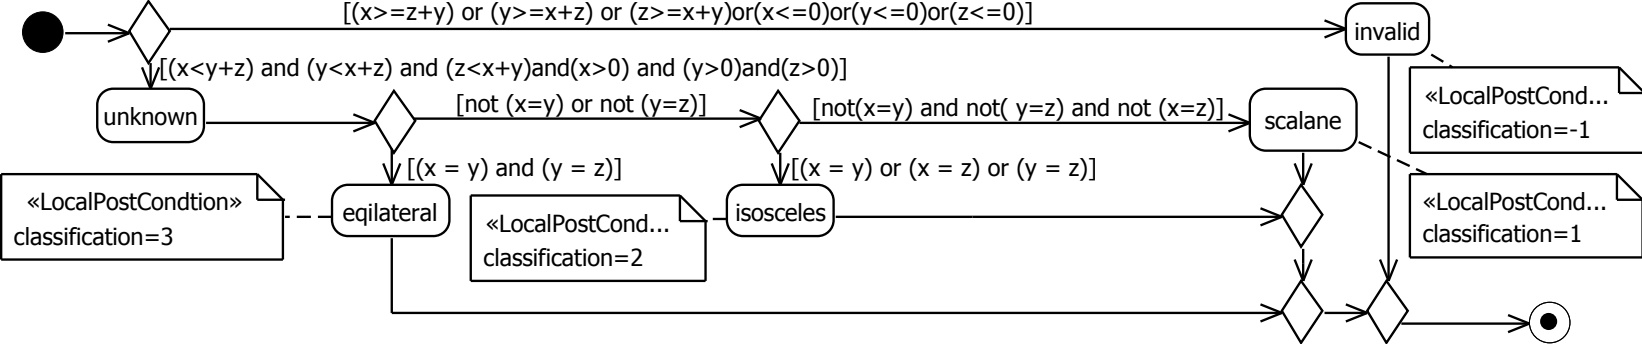 [(x>=z+y) or (y>=x+z) or (z>=x+y)or(x<=0)or(y<=0)or(z<=0)]
invalid
[(x<y+z) and (y<x+z) and (z<x+y)and(x>0) and (y>0)and(z>0)]
«LocalPostCond...
classification=-1
unknown
[not (x=y) or not (y=z)]
[not(x=y) and not( y=z) and not (x=z)]
scalane
[(x = y) and (y = z)]
[(x = y) or (x = z) or (y = z)]
«LocalPostCondtion»
classification=3
eqilateral
«LocalPostCond...
classification=2
isosceles
«LocalPostCond...
classification=1